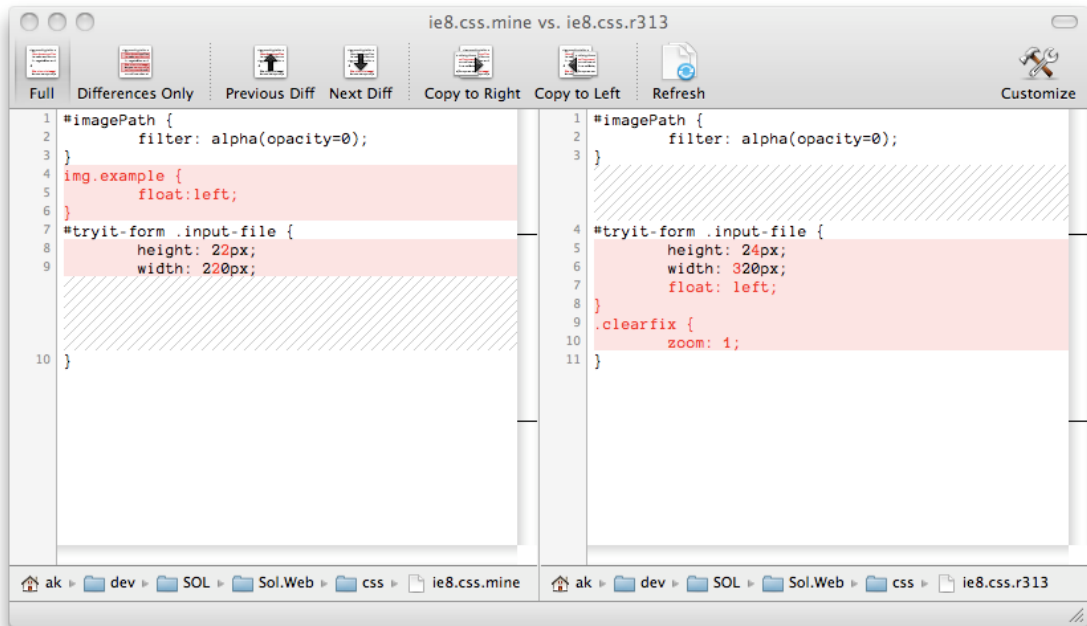 ie8.css.mine vs. ie8.css.r313
Full Differences Only Previous Diff Next Diff Copy to Right Copy to Left Refresh Customize
1 #imagePath {
2 filter: alpha(opacity=0);
3 }
4 img.example {
5 float:left;
6 }
7 #tryit-form .input-file {
8 height: 22px;
9 width: 220px;
10 }
1 #imagePath {
2 filter: alpha(opacity=0);
3 }
4 #tryit-form .input-file {
5 height: 24px;
6 width: 320px;
7 float: left;
8 }
9 .clearfix {
10 zoom: 1;
11 }
ak dev SOL Sol.Web css ie8.css.mine
ak dev SOL Sol.Web css ie8.css.r313